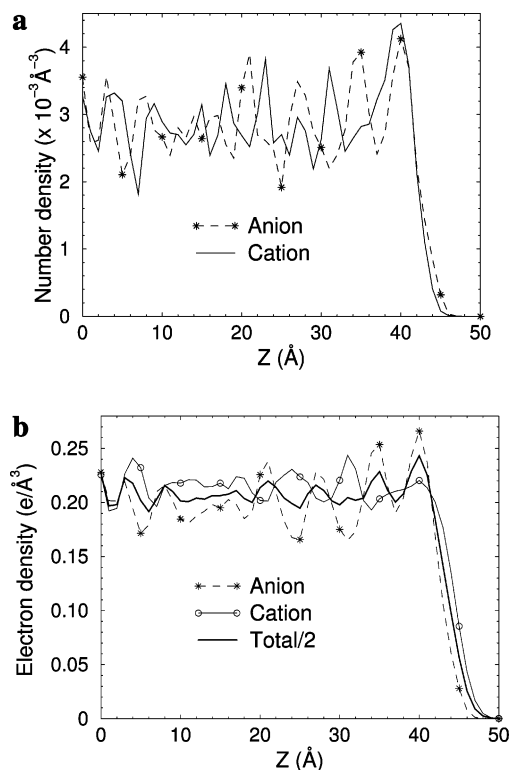 a
Number density (x 10⁻³Å⁻³)
4
3
2
1
0
Anion
Cation
0 10 20 30 40 50
Z (Å)
b
Electron density (e/Å³)
0.25
0.20
0.15
0.10
0.05
0
Anion
Cation
Total/2
0 10 20 30 40 50
Z (Å)